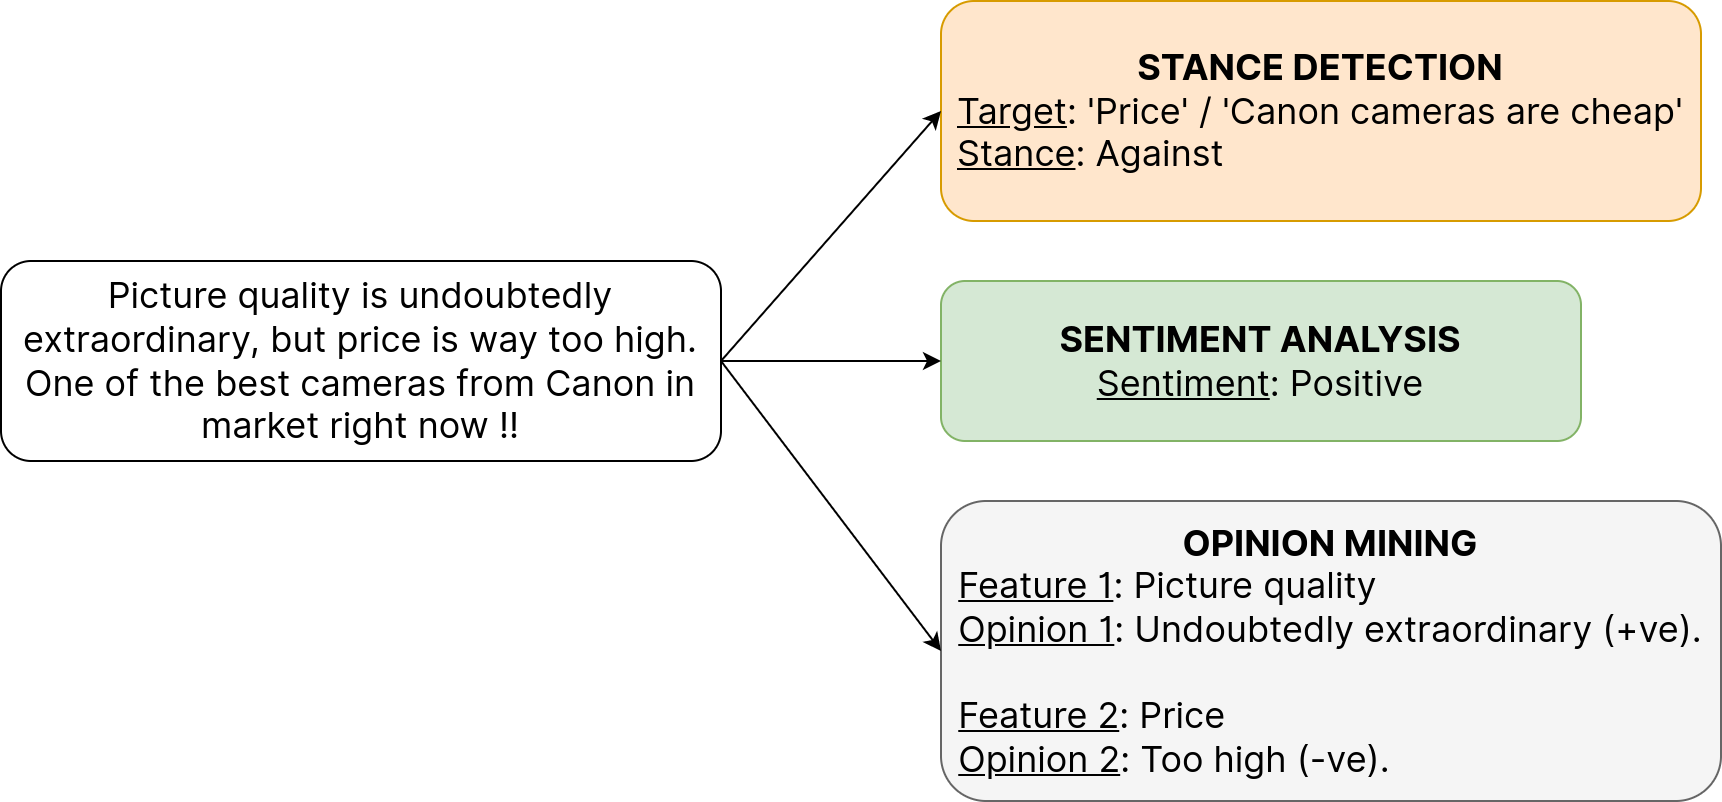 Picture quality is undoubtedly
extraordinary, but price is way too high.
One of the best cameras from Canon in
market right now !!
STANCE DETECTION
Target: 'Price' / 'Canon cameras are cheap'
Stance: Against
SENTIMENT ANALYSIS
Sentiment: Positive
OPINION MINING
Feature 1: Picture quality
Opinion 1: Undoubtedly extraordinary (+ve).
Feature 2: Price
Opinion 2: Too high (-ve).